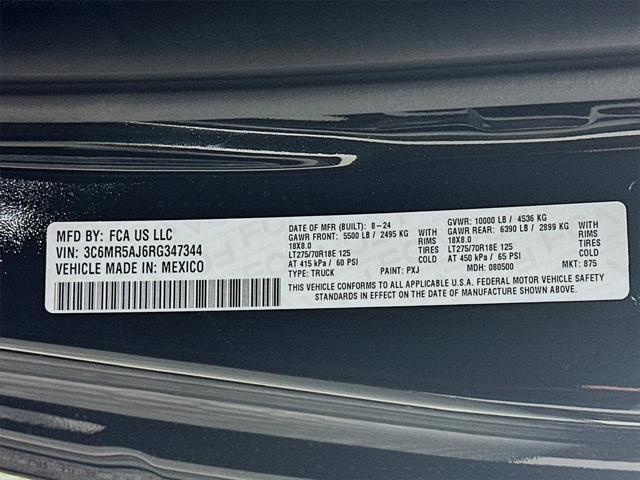 MFD BY: FCA US LLC
VIN: 3C6MR5AJ6RG347344
VEHICLE MADE IN: MEXICO
DATE OF MFR (BUILT): 8-24 GVWR: 10000 LB / 4536 KG
GAWR FRONT: 5500 LB / 2495 KG WITH GAWR REAR: 6390 LB / 2899 KG WITH
18X8.0 RIMS 18X8.0 RIMS
LT275/70R18E 125 TIRES LT275/70R18E 125 TIRES
AT 415 kPa / 60 PSI COLD AT 450 kPa / 65 PSI COLD
TYPE: TRUCK PAINT: PXJ MDH: 080500 MKT: 875
THIS VEHICLE CONFORMS TO ALL APPLICABLE U.S.A. FEDERAL MOTOR VEHICLE SAFETY
STANDARDS IN EFFECT ON THE DATE OF MANUFACTURE SHOWN ABOVE.